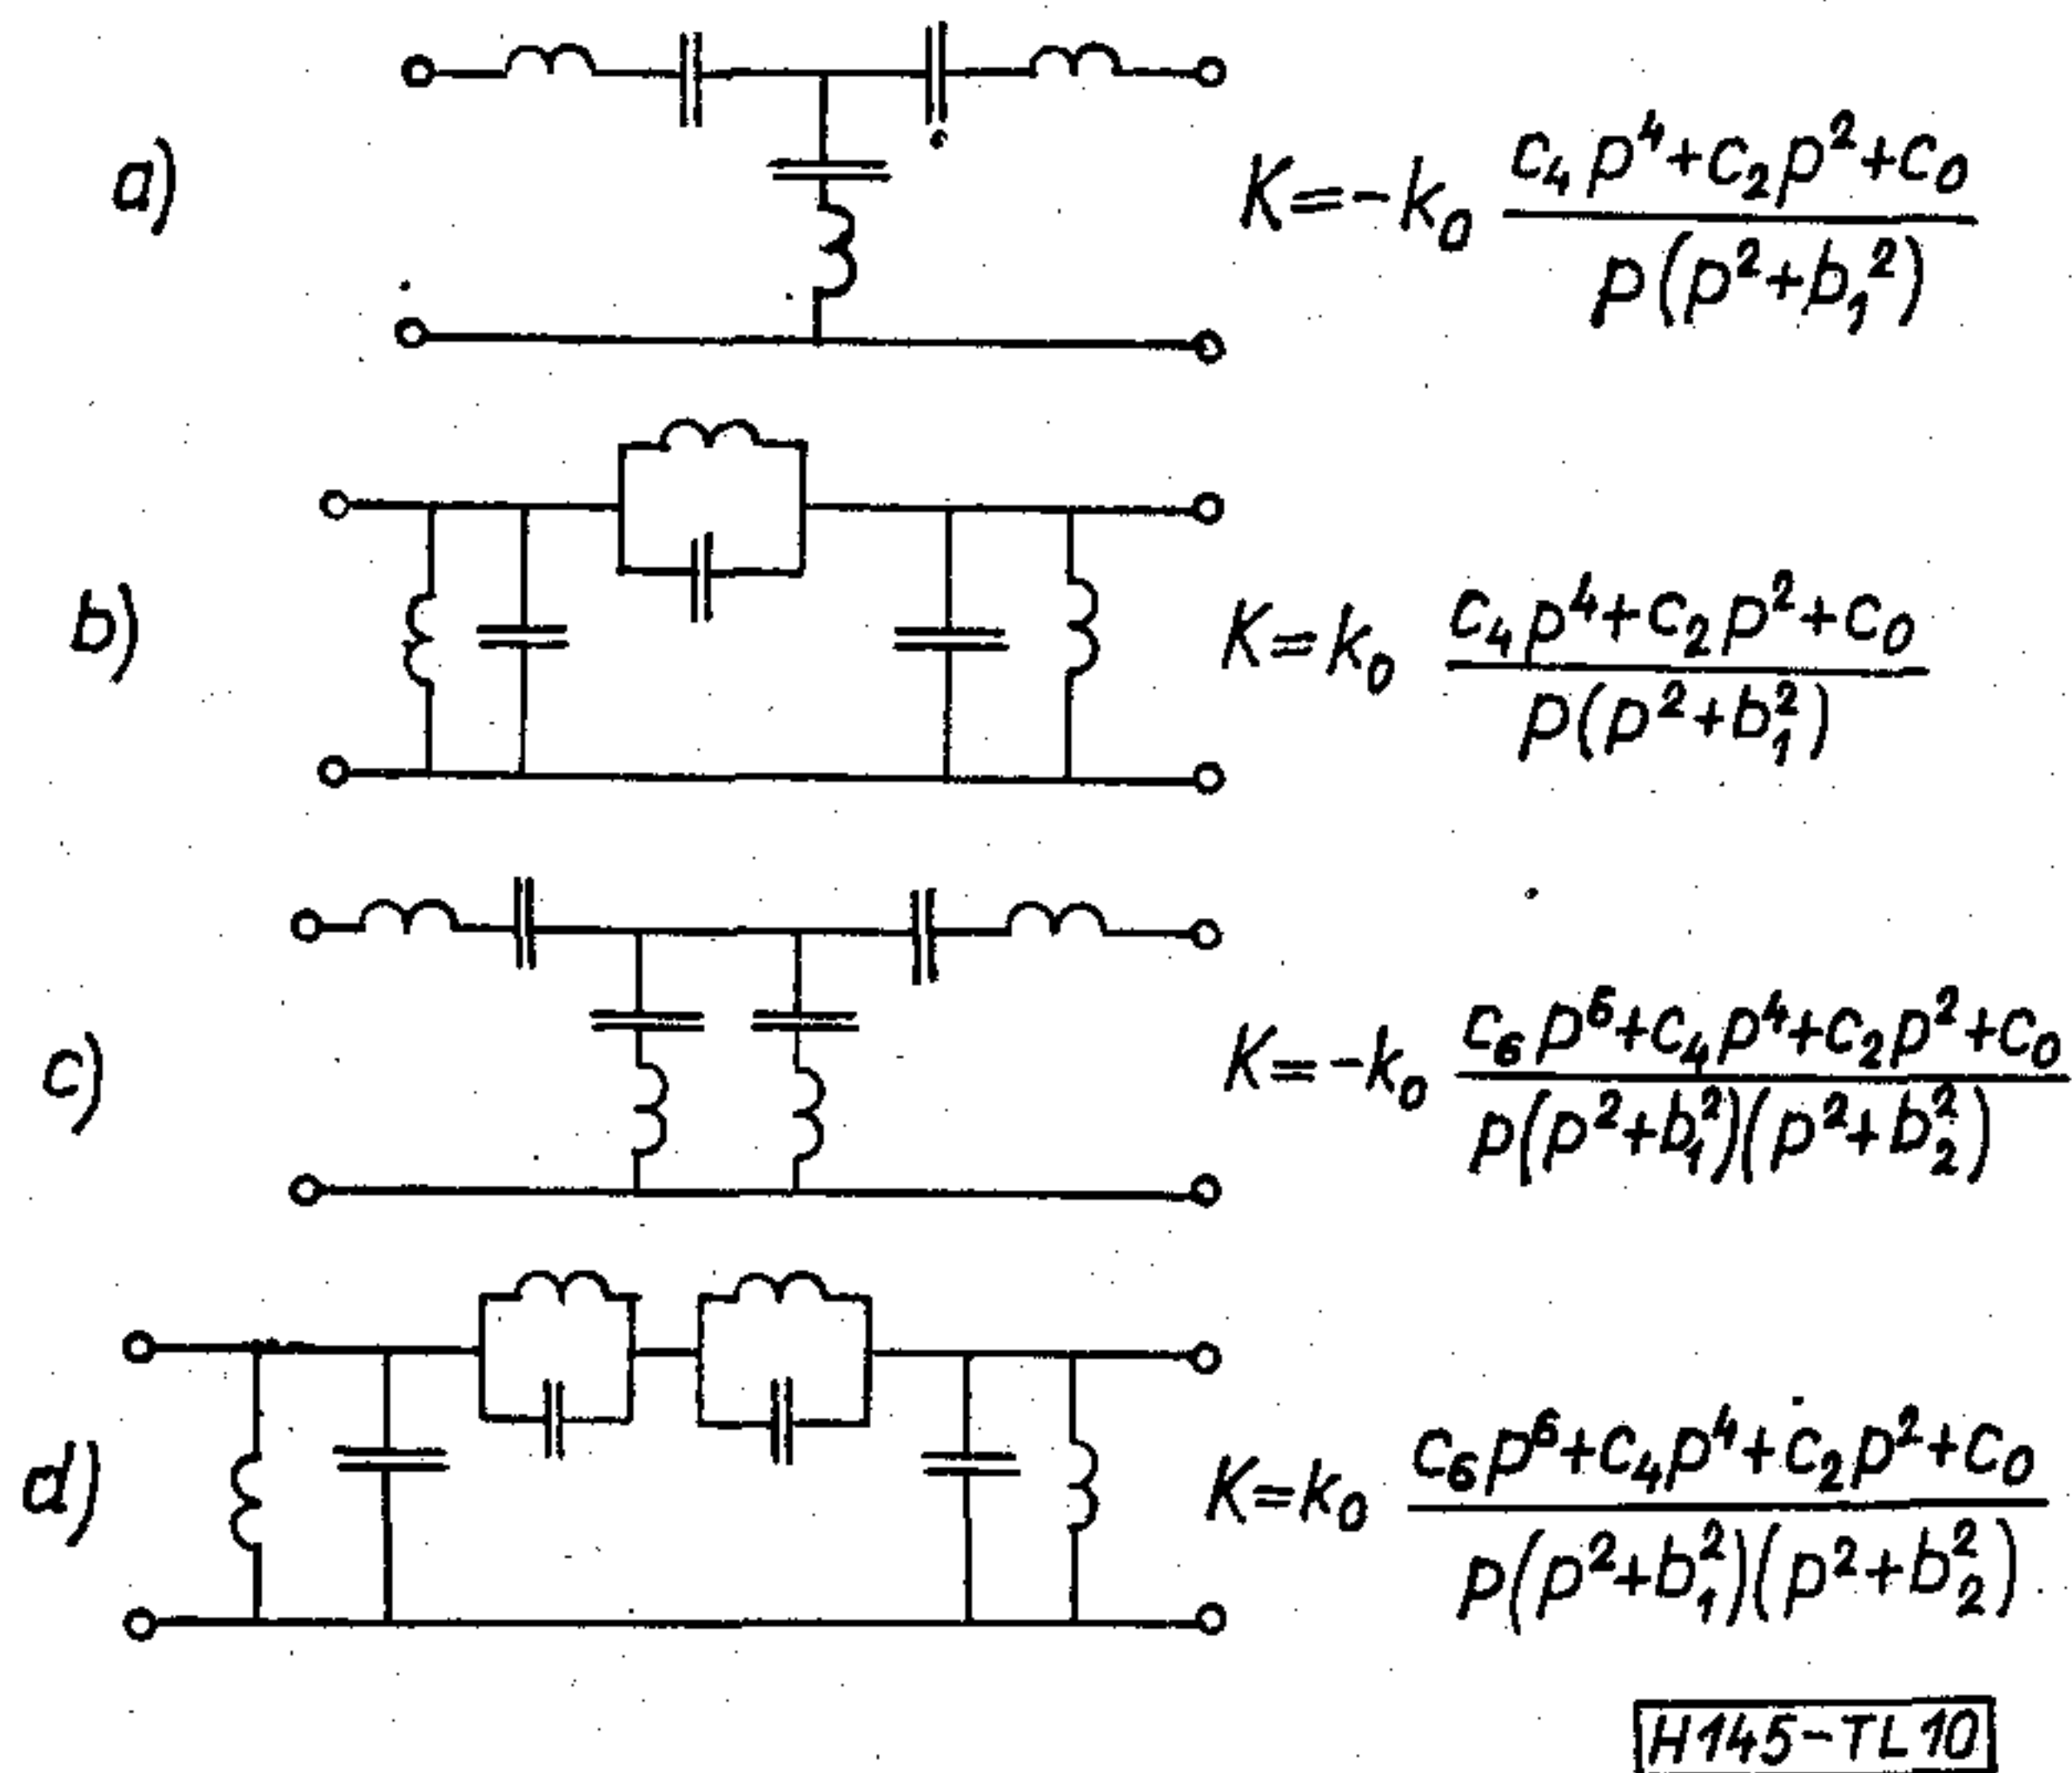 a)
K=-k₀ (c₄p⁴+c₂p²+c₀)/(p(p²+b₁²))
b)
K=k₀ (c₄p⁴+c₂p²+c₀)/(p(p²+b₁²))
c)
K=-k₀ (c₆p⁶+c₄p⁴+c₂p²+c₀)/(p(p²+b₁²)(p²+b₂²))
d)
K=k₀ (c₆p⁶+c₄p⁴+c₂p²+c₀)/(p(p²+b₁²)(p²+b₂²))
H145-TL10